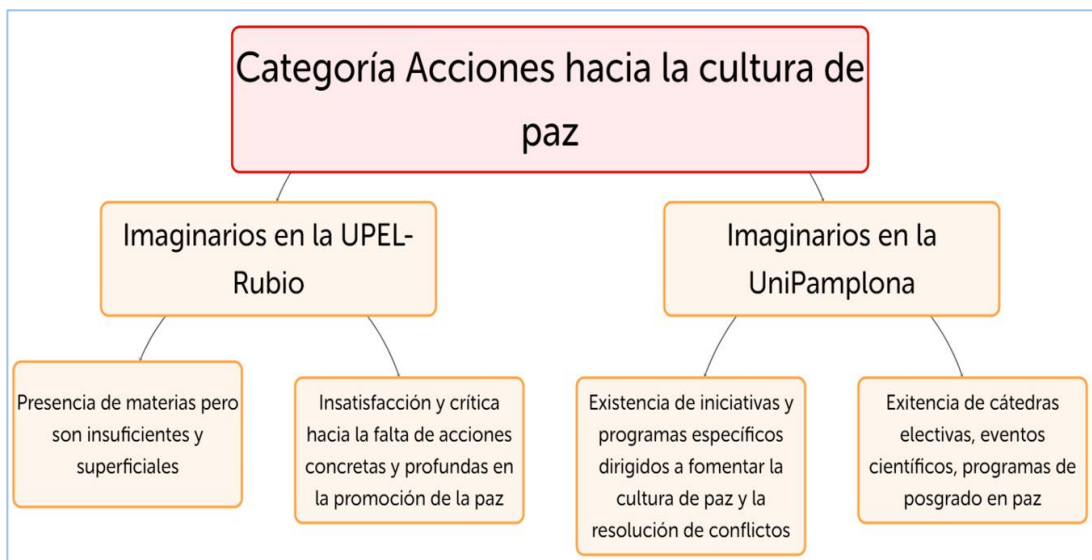 Categoría Acciones hacia la cultura de
paz
Imaginarios en la UPEL-
Rubio
Imaginarios en la
UniPamplona
Presencia de materias pero
son insuficientes y
superficiales
Insatisfacción y crítica
hacia la falta de acciones
concretas y profundas en
la promoción de la paz
Existencia de iniciativas y
programas específicos
dirigidos a fomentar la
cultura de paz y la
resolución de conflictos
Exitencia de cátedras
electivas, eventos
científicos, programas de
posgrado en paz